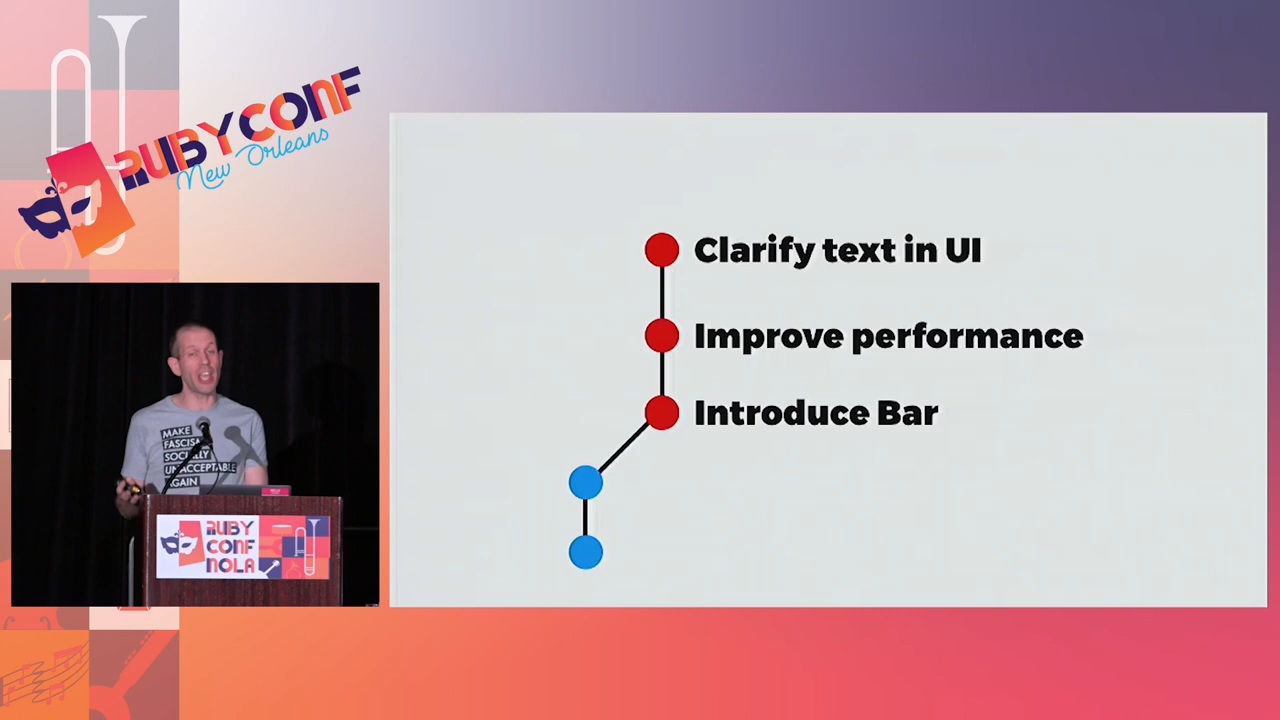 RUBYCONF
New Orleans
Clarify text in UI
Improve performance
Introduce Bar
MAKE
FASCISM
SOCIALLY
UNACCEPTABLE
AGAIN
RUBY
CONF
NOLA